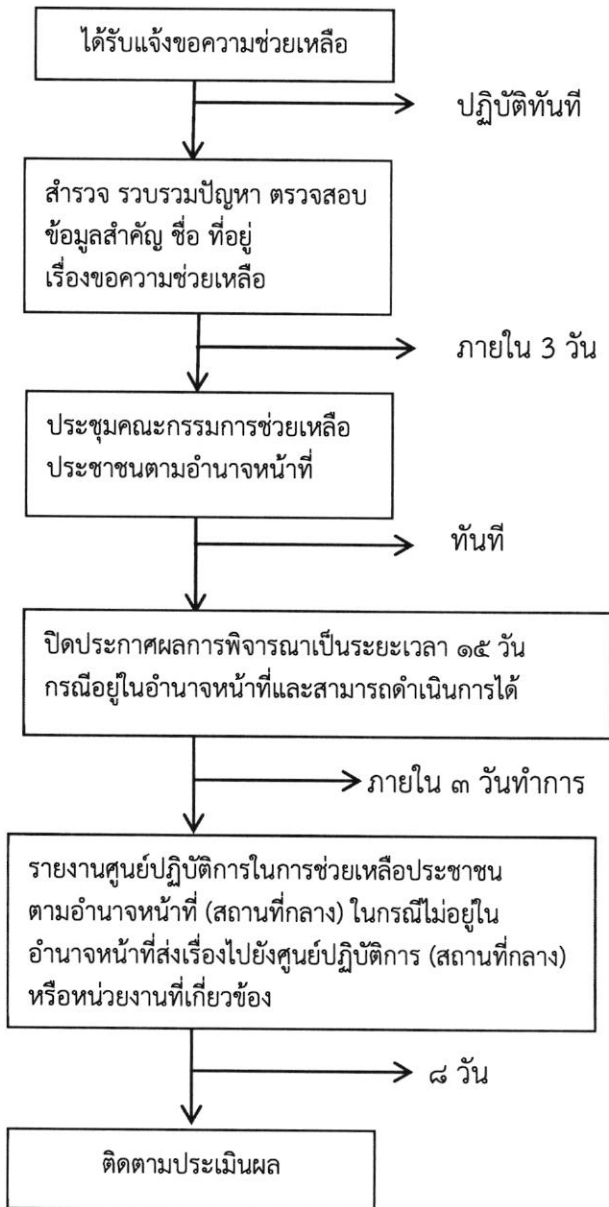 ได้รับแจ้งขอความช่วยเหลือ
ปฏิบัติทันที
สำรวจ รวบรวมปัญหา ตรวจสอบ
ข้อมูลสำคัญ ชื่อ ที่อยู่
เรื่องขอความช่วยเหลือ
ภายใน 3 วัน
ประชุมคณะกรรมการช่วยเหลือ
ประชาชนตามอำนาจหน้าที่
ทันที
ปิดประกาศผลการพิจารณาเป็นระยะเวลา ๑๕ วัน
กรณีอยู่ในอำนาจหน้าที่และสามารถดำเนินการได้
ภายใน ๓ วันทำการ
รายงานศูนย์ปฏิบัติการในการช่วยเหลือประชาชน
ตามอำนาจหน้าที่ (สถานที่กลาง) ในกรณีไม่อยู่ใน
อำนาจหน้าที่ส่งเรื่องไปยังศูนย์ปฏิบัติการ (สถานที่กลาง)
หรือหน่วยงานที่เกี่ยวข้อง
๘ วัน
ติดตามประเมินผล